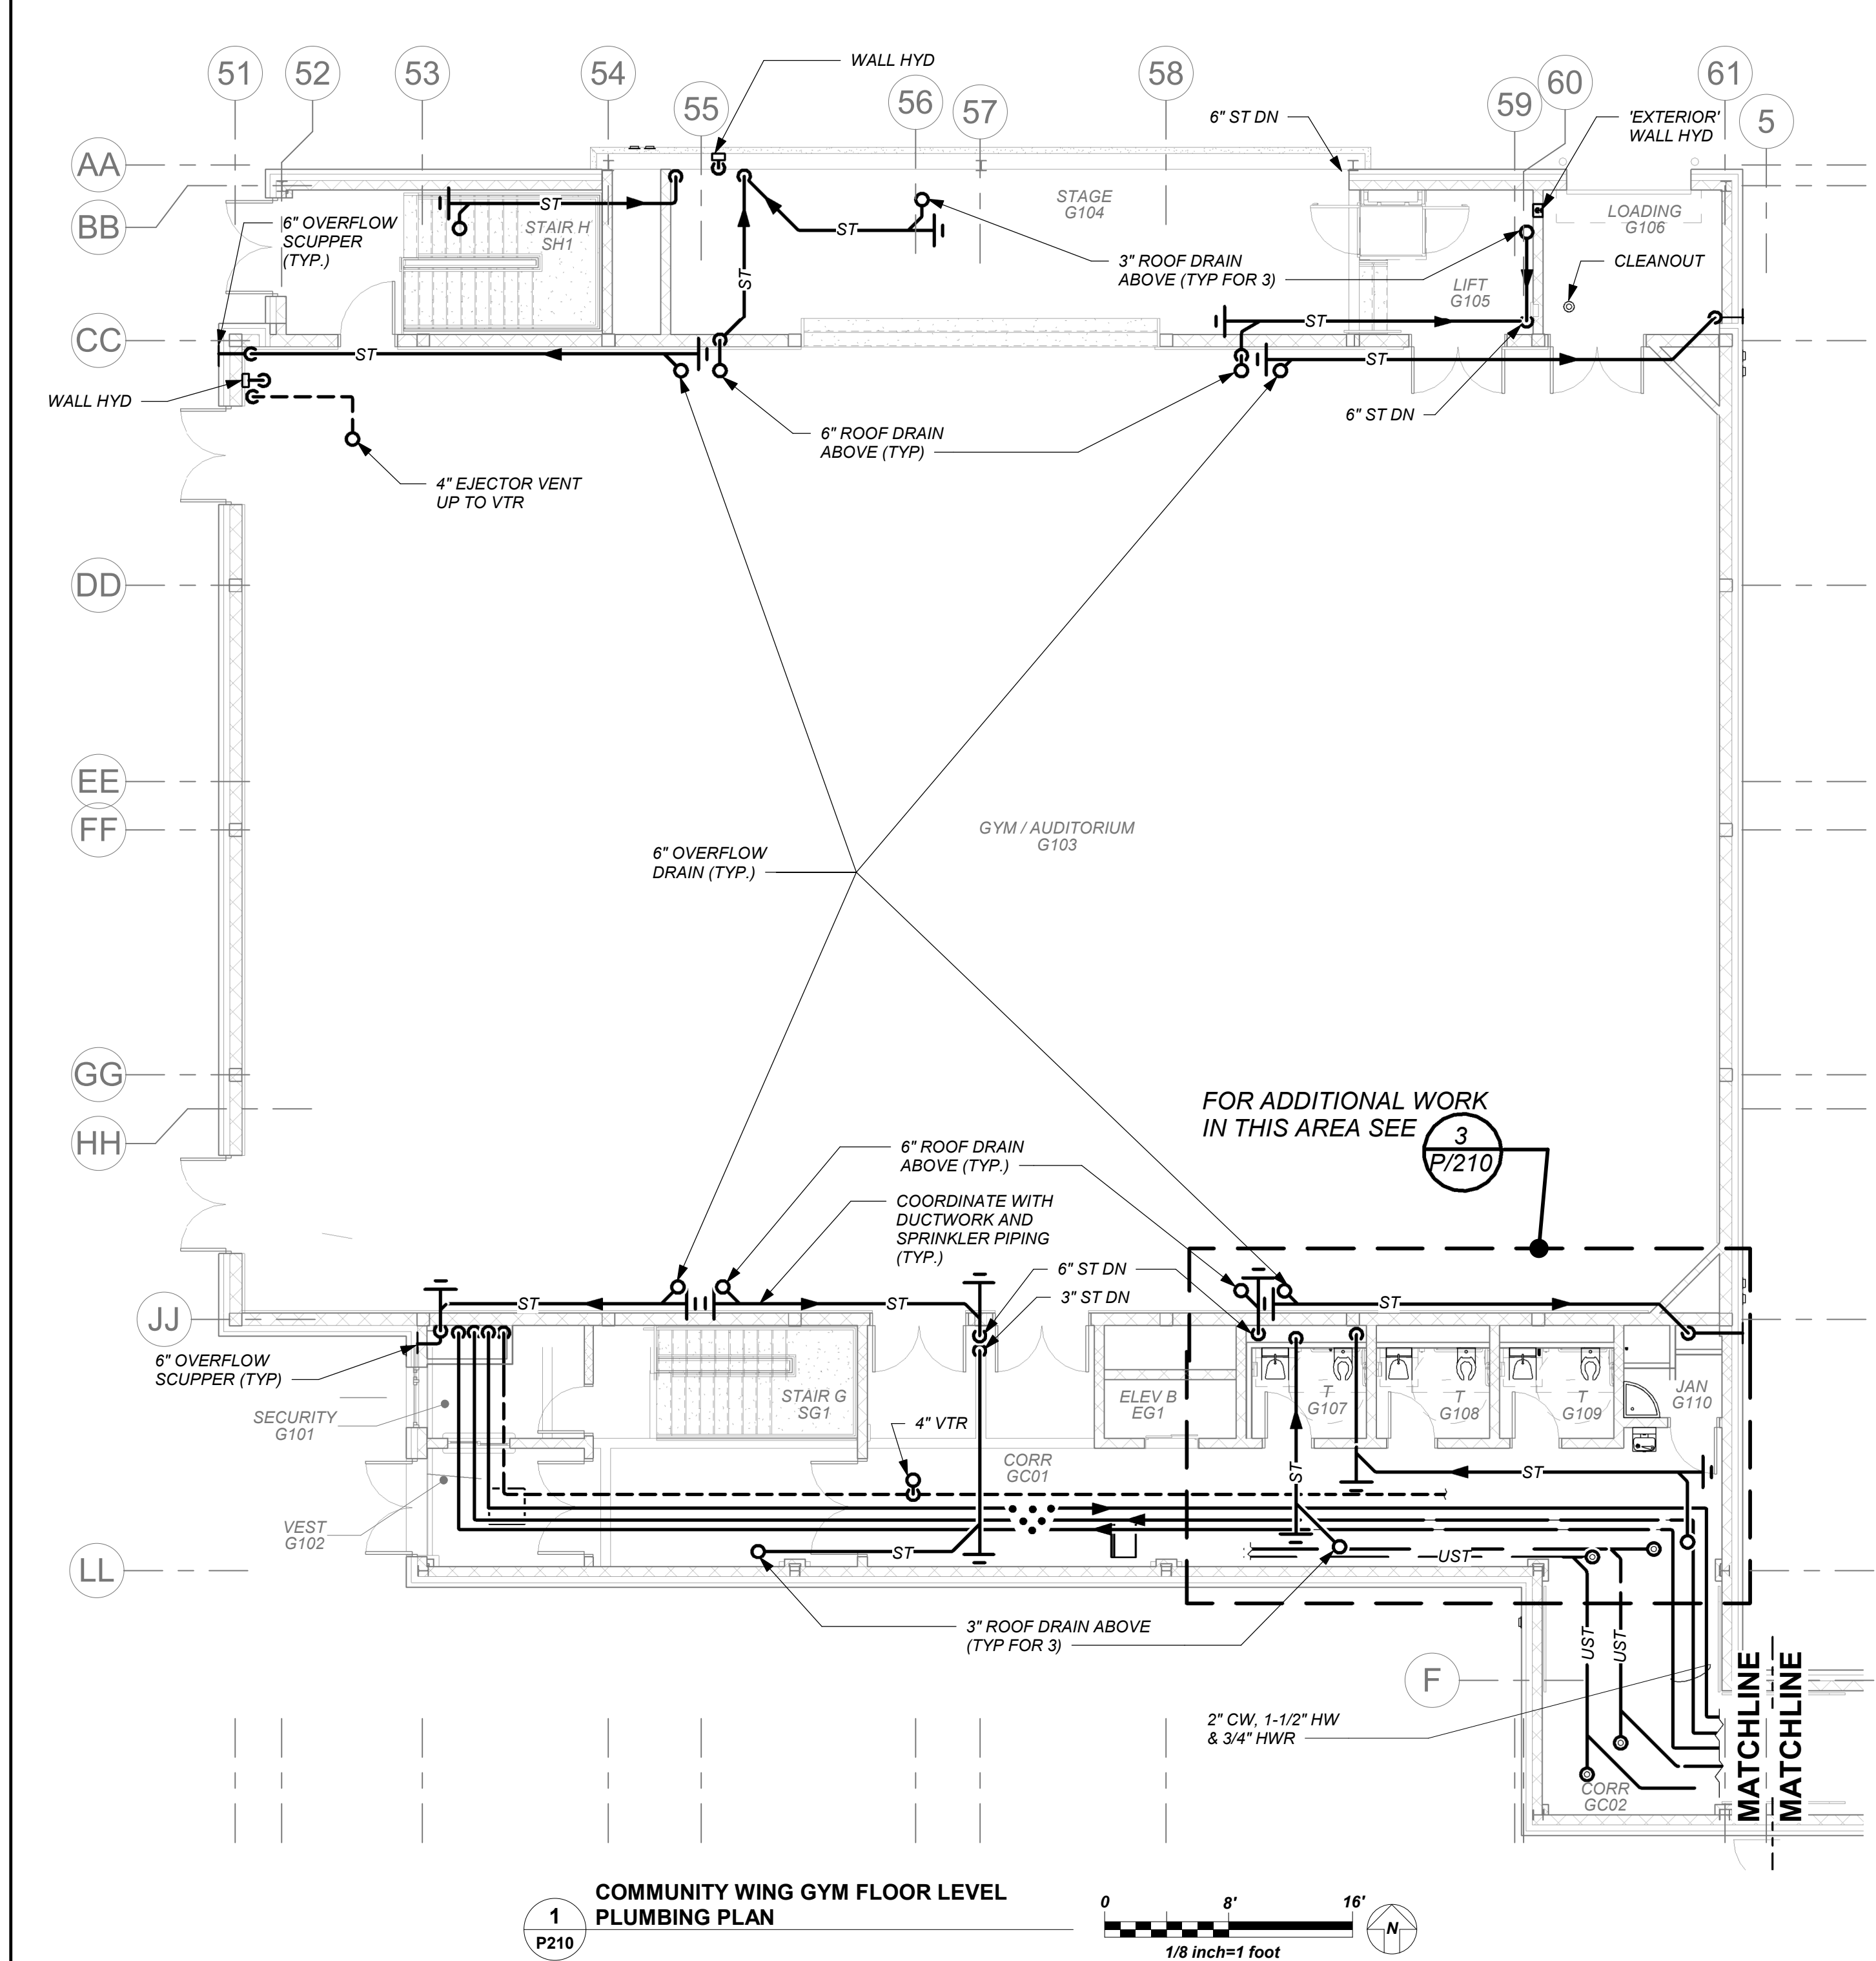 51
52
53
54
55
56
57
58
59
60
61
5
WALL HYD
6" ST DN
'EXTERIOR'
WALL HYD
AA
BB
CC
DD
EE
FF
GG
HH
JJ
LL
F
6" OVERFLOW
SCUPPER
(TYP.)
ST
STAIR H
SH1
STAGE
G104
ST
ST
3" ROOF DRAIN
ABOVE (TYP FOR 3)
LOADING
G106
CLEANOUT
LIFT
G105
ST
ST
ST
WALL HYD
6" ST DN
6" ROOF DRAIN
ABOVE (TYP)
4" EJECTOR VENT
UP TO VTR
GYM / AUDITORIUM
G103
6" OVERFLOW
DRAIN (TYP.)
FOR ADDITIONAL WORK
IN THIS AREA SEE
3
P/210
6" ROOF DRAIN
ABOVE (TYP.)
COORDINATE WITH
DUCTWORK AND
SPRINKLER PIPING
(TYP.)
6" ST DN
3" ST DN
ST
ST
ST
6" OVERFLOW
SCUPPER (TYP)
SECURITY
G101
STAIR G
SG1
ELEV B
EG1
T
G107
T
G108
T
G109
JAN
G110
4" VTR
CORR
GC01
ST
ST
VEST
G102
ST
UST
3" ROOF DRAIN ABOVE
(TYP FOR 3)
UST
UST
2" CW, 1-1/2" HW
& 3/4" HWR
MATCHLINE
MATCHLINE
CORR
GC02
1
P210
COMMUNITY WING GYM FLOOR LEVEL
PLUMBING PLAN
0 8' 16'
1/8 inch=1 foot
N